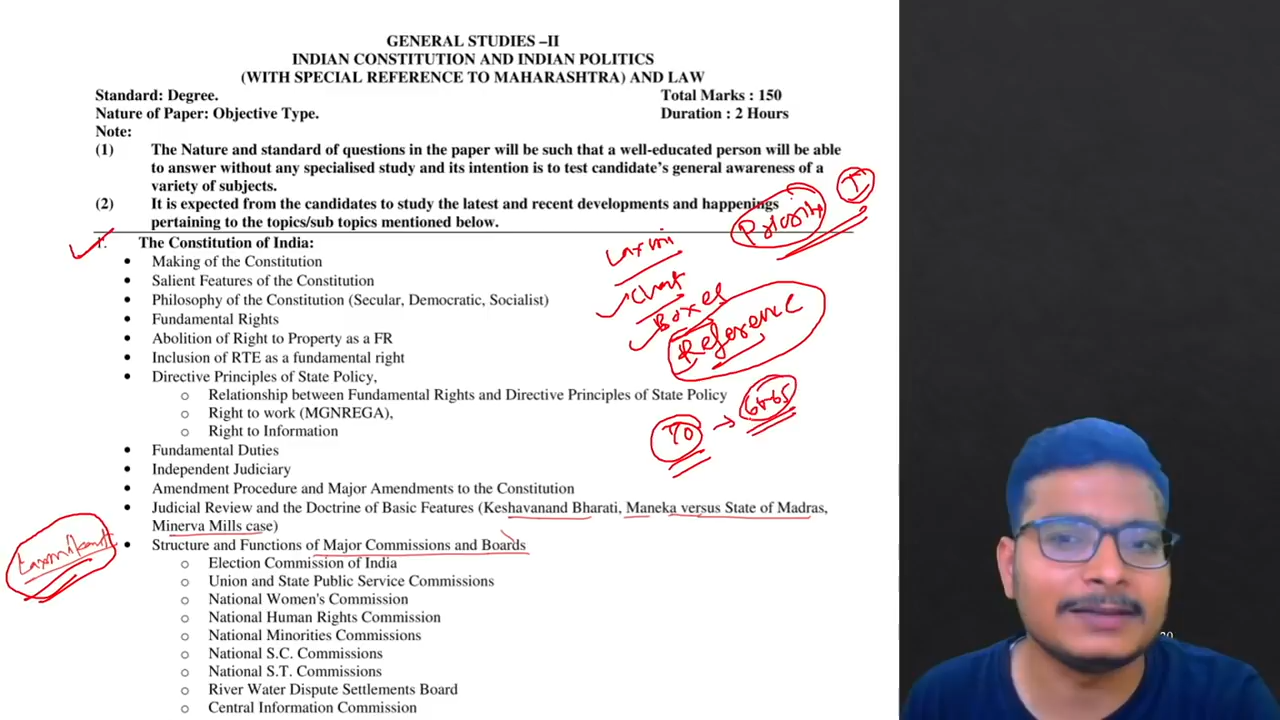 GENERAL STUDIES –II
INDIAN CONSTITUTION AND INDIAN POLITICS
(WITH SPECIAL REFERENCE TO MAHARASHTRA) AND LAW
Standard: Degree. Total Marks : 150
Nature of Paper: Objective Type. Duration : 2 Hours
Note:
(1) The Nature and standard of questions in the paper will be such that a well-educated person will be able
to answer without any specialised study and its intention is to test candidate's general awareness of a
variety of subjects.
(2) It is expected from the candidates to study the latest and recent developments and happenings
pertaining to the topics/sub topics mentioned below.
Priority
1. The Constitution of India:
• Making of the Constitution
• Salient Features of the Constitution
• Philosophy of the Constitution (Secular, Democratic, Socialist)
• Fundamental Rights
• Abolition of Right to Property as a FR
• Inclusion of RTE as a fundamental right
• Directive Principles of State Policy,
o Relationship between Fundamental Rights and Directive Principles of State Policy
o Right to work (MGNREGA),
o Right to Information
Laxmi
Chart
Boxes
Reference
70 → 60-65
• Fundamental Duties
• Independent Judiciary
• Amendment Procedure and Major Amendments to the Constitution
• Judicial Review and the Doctrine of Basic Features (Keshavanand Bharati, Maneka versus State of Madras,
Minerva Mills case)
Laxmikant
• Structure and Functions of Major Commissions and Boards
o Election Commission of India
o Union and State Public Service Commissions
o National Women's Commission
o National Human Rights Commission
o National Minorities Commissions
o National S.C. Commissions
o National S.T. Commissions
o River Water Dispute Settlements Board
o Central Information Commission